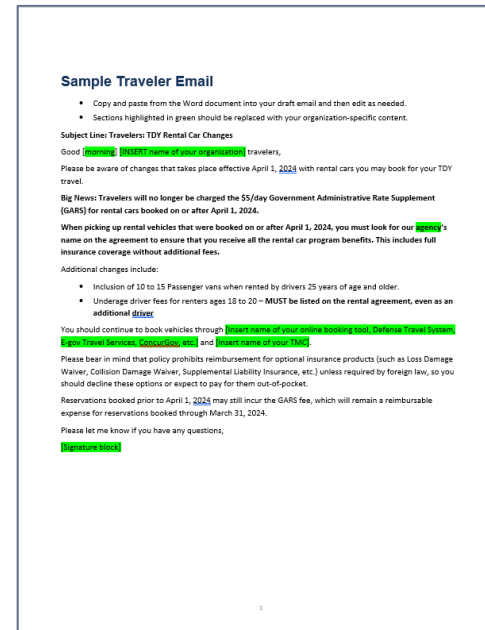 Sample Traveler Email
• Copy and paste from the Word document into your draft email and then edit as needed.
• Sections highlighted in green should be replaced with your organization-specific content.
Subject Line: Travelers: TDY Rental Car Changes
Good [morning] [INSERT name of your organization] travelers,
Please be aware of changes that takes place effective April 1, 2024 with rental cars you may book for your TDY
travel.
Big News: Travelers will no longer be charged the $5/day Government Administrative Rate Supplement
(GARS) for rental cars booked on or after April 1, 2024.
When picking up rental vehicles that were booked on or after April 1, 2024, you must look for our agency's
name on the agreement to ensure that you receive all the rental car program benefits. This includes full
insurance coverage without additional fees.
Additional changes include:
• Inclusion of 10 to 15 Passenger vans when rented by drivers 25 years of age and older.
• Underage driver fees for renters ages 18 to 20 – MUST be listed on the rental agreement, even as an
additional driver
You should continue to book vehicles through [Insert name of your online booking tool, Defense Travel System,
E-gov Travel Services, ConcurGov, etc.] and [Insert name of your TMC].
Please bear in mind that policy prohibits reimbursement for optional insurance products (such as Loss Damage
Waiver, Collision Damage Waiver, Supplemental Liability Insurance, etc.) unless required by foreign law, so you
should decline these options or expect to pay for them out-of-pocket.
Reservations booked prior to April 1, 2024 may still incur the GARS fee, which will remain a reimbursable
expense for reservations booked through March 31, 2024.
Please let me know if you have any questions,
[Signature block]
1